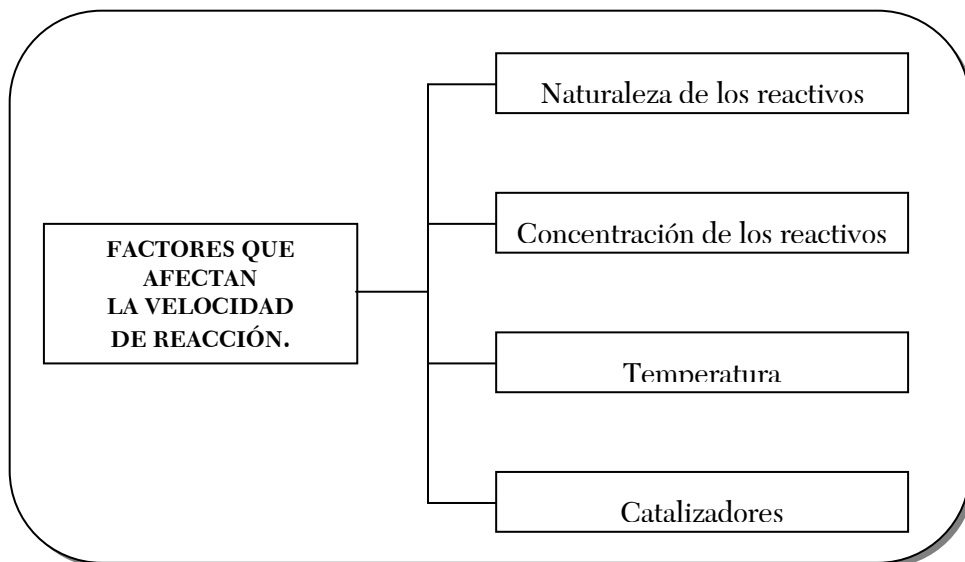 Naturaleza de los reactivos
Concentración de los reactivos
FACTORES QUE
AFECTAN
LA VELOCIDAD
DE REACCIÓN.
Temperatura
Catalizadores